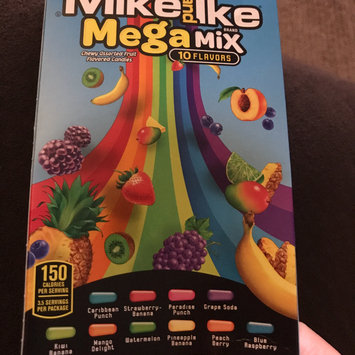 Mike and Ike
BRAND
Mega MiX
Chewy Assorted Fruit
Flavored Candies
10 FLAVORS
150
CALORIES
PER SERVING
3.5 SERVINGS
PER PACKAGE
Caribbean
Punch
Strawberry-
Banana
Paradise
Punch
Grape Soda
Kiwi
Banana
Mango
Delight
Watermelon
Pineapple
Banana
Peach
Berry
Blue
Raspberry